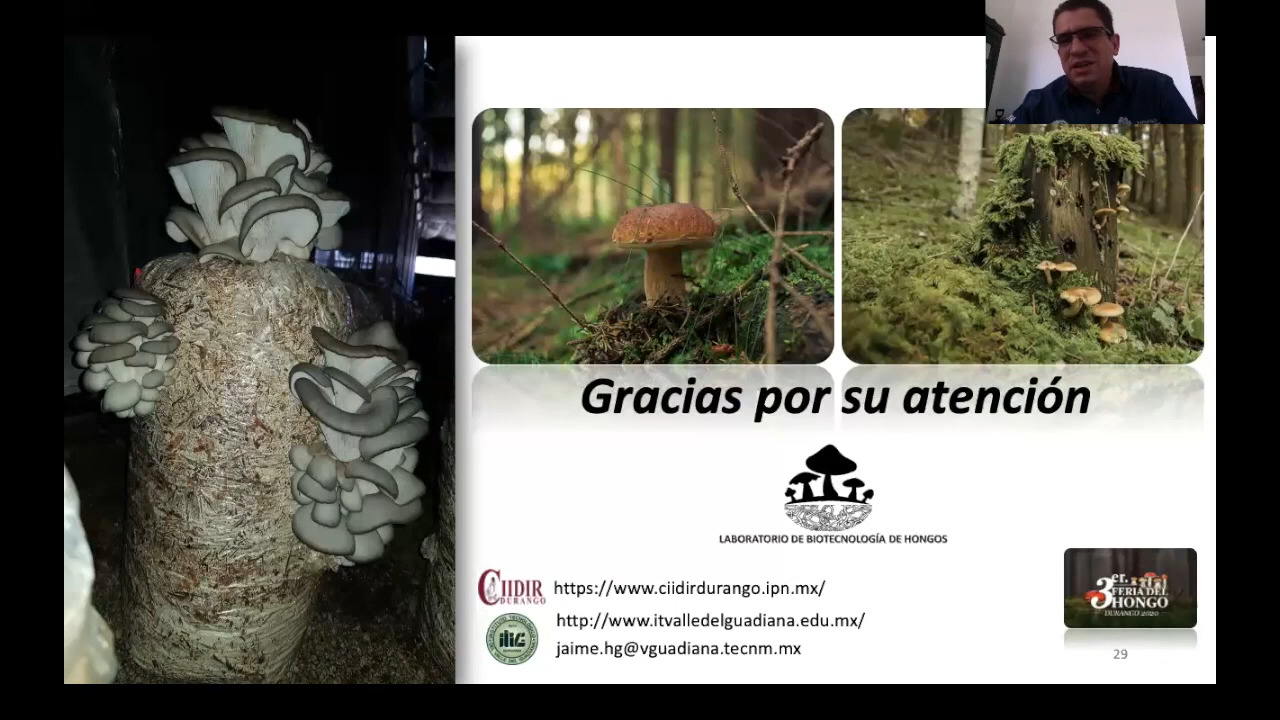 Gracias por su atención
LABORATORIO DE BIOTECNOLOGÍA DE HONGOS
CIIDIR
DURANGO
https://www.ciidirdurango.ipn.mx/
http://www.itvalledelguadiana.edu.mx/
jaime.hg@vguadiana.tecnm.mx
3er.
FERIA DEL
HONGO
DURANGO 2020
29